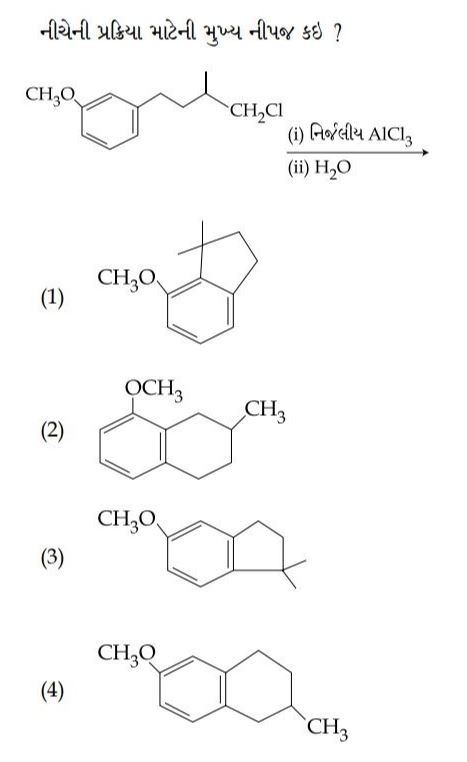 નીચેની પ્રક્રિયા માટેની મુખ્ય નીપજ કઇ ?
CH₃O
CH₂Cl
(i) નિર્જલીય AlCl₃
(ii) H₂O
(1)
CH₃O
(2)
OCH₃
CH₃
(3)
CH₃O
(4)
CH₃O
CH₃